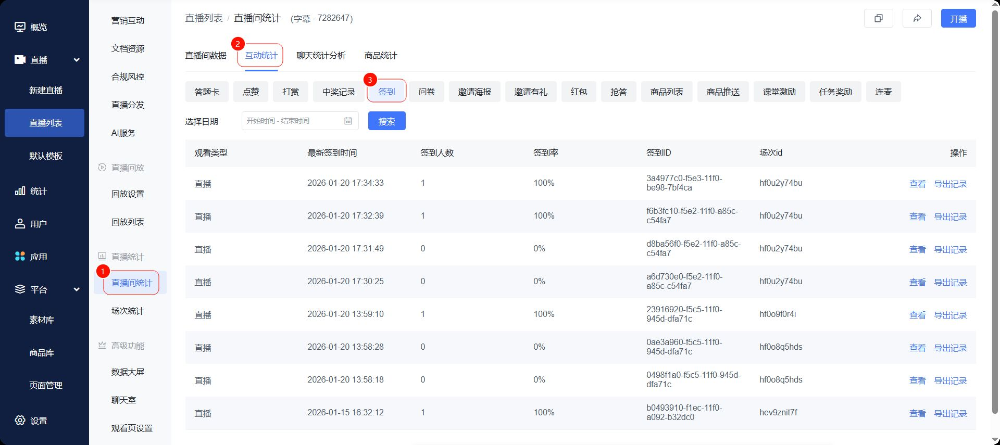 概览
直播
新建直播
直播列表
默认模板
统计
用户
应用
平台
素材库
商品库
页面管理
设置
营销互动
文档资源
合规风控
直播分发
AI服务
直播回放
回放设置
回放列表
直播统计
1
直播间统计
场次统计
高级功能
数据大屏
聊天室
观看页设置
直播列表 / 直播间统计 (字幕 - 7282647)
开播
2
直播间数据 互动统计 聊天统计分析 商品统计
3
答题卡 点赞 打赏 中奖记录 签到 问卷 邀请海报 邀请有礼 红包 抢答 商品列表 商品推送 课堂激励 任务奖励 连麦
选择日期 开始时间 - 结束时间 搜索
观看类型 最新签到时间 签到人数 签到率 签到ID 场次id 操作
直播 2026-01-20 17:34:33 1 100% 3a4977c0-f5e3-11f0-
be98-7bf4ca hf0u2y74bu 查看 导出记录
直播 2026-01-20 17:32:39 1 100% f6b3fc10-f5e2-11f0-a85c-
c54fa7 hf0u2y74bu 查看 导出记录
直播 2026-01-20 17:31:49 0 0% d8ba56f0-f5e2-11f0-a85c-
c54fa7 hf0u2y74bu 查看 导出记录
直播 2026-01-20 17:30:25 0 0% a6d730e0-f5e2-11f0-
a85c-c54fa7 hf0u2y74bu 查看 导出记录
直播 2026-01-20 13:59:10 1 100% 23916920-f5c5-11f0-
945d-dfa71c hf0o9f0r4i 查看 导出记录
直播 2026-01-20 13:58:28 0 0% 0ae3a960-f5c5-11f0-
945d-dfa71c hf0o8q5hds 查看 导出记录
直播 2026-01-20 13:58:18 0 0% 0498f1a0-f5c5-11f0-945d-
dfa71c hf0o8q5hds 查看 导出记录
直播 2026-01-15 16:32:12 1 100% b0493910-f1ec-11f0-
a092-b32dc0 hev9znit7f 查看 导出记录